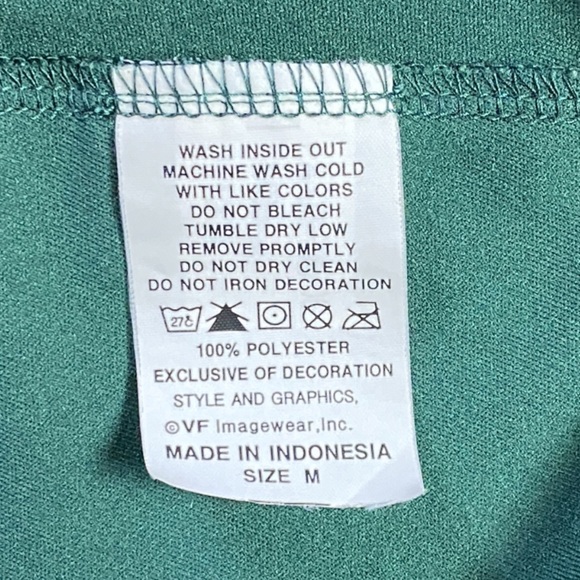 WASH INSIDE OUT
MACHINE WASH COLD
WITH LIKE COLORS
DO NOT BLEACH
TUMBLE DRY LOW
REMOVE PROMPTLY
DO NOT DRY CLEAN
DO NOT IRON DECORATION
27C
100% POLYESTER
EXCLUSIVE OF DECORATION
STYLE AND GRAPHICS,
©VF Imagewear,Inc.
MADE IN INDONESIA
SIZE M